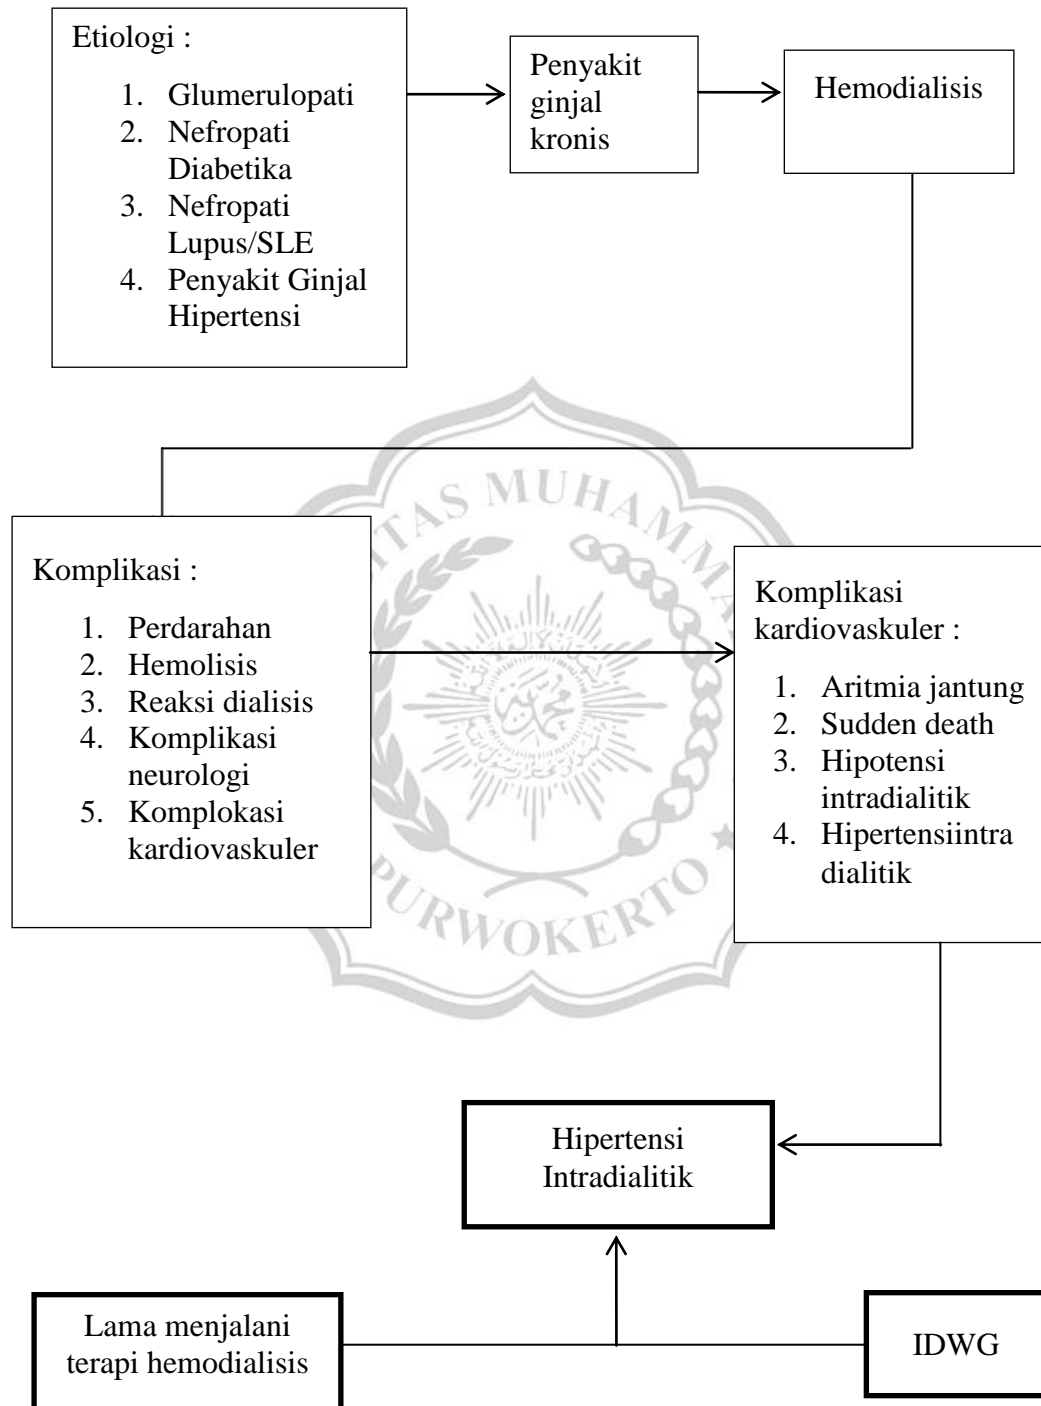 Etiologi :
1. Glumerulopati
2. Nefropati
Diabetika
3. Nefropati
Lupus/SLE
4. Penyakit Ginjal
Hipertensi
Penyakit
ginjal
kronis
Hemodialisis
Komplikasi :
1. Perdarahan
2. Hemolisis
3. Reaksi dialisis
4. Komplikasi
neurologi
5. Komplokasi
kardiovaskuler
Komplikasi
kardiovaskuler :
1. Aritmia jantung
2. Sudden death
3. Hipotensi
intradialitik
4. Hipertensiintra
dialitik
MUHAMMA
PURWOKERTO
Hipertensi
Intradialitik
Lama menjalani
terapi hemodialisis
IDWG